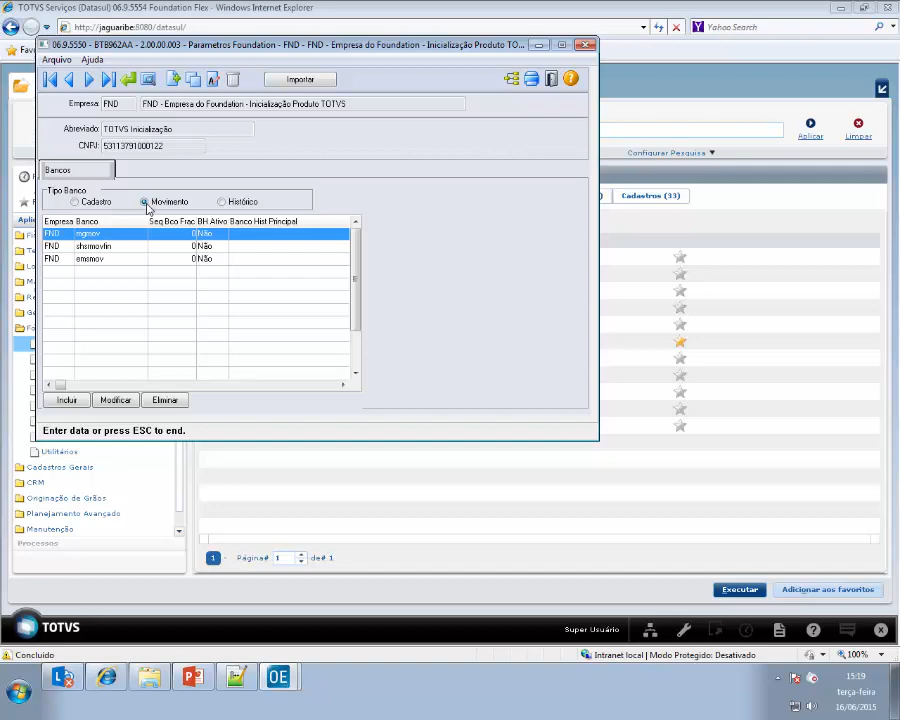 TOTVS Serviços (Datasul) 06.9.5554 Foundation Flex - Windows Internet Explorer
http://jaguaribe:8080/datasul/
Yahoo Search
Favo
06.9.5550 - BTB962AA - 2.00.00.003 - Parametros Foundation - FND - FND - Empresa do Foundation - Inicialização Produto TO...
Arquivo Ajuda
Importar
Empresa: FND FND - Empresa do Foundation - Inicialização Produto TOTVS
Abreviado: TOTVS Inicialização
CNPJ: 53113791000122
Aplicar Limpar
Configurar Pesquisa
Bancos
Tipo Banco
Cadastro Movimento Histórico
) Cadastros (33)
Empresa Banco Seq Bco Frac BH Ativo Banco Hist Principal
FND mgmov 0 Não
FND shsrmovfin 0 Não
FND emsmov 0 Não
Incluir Modificar Eliminar
Enter data or press ESC to end.
Utilitários
Cadastros Gerais
CRM
Originação de Grãos
Planejamento Avançado
Manutenção
Processos
1 Página# 1 de# 1
Executar Adicionar aos favoritos
TOTVS Super Usuário
Concluído Intranet local | Modo Protegido: Desativado 100%
OE
15:19
terça-feira
16/06/2015